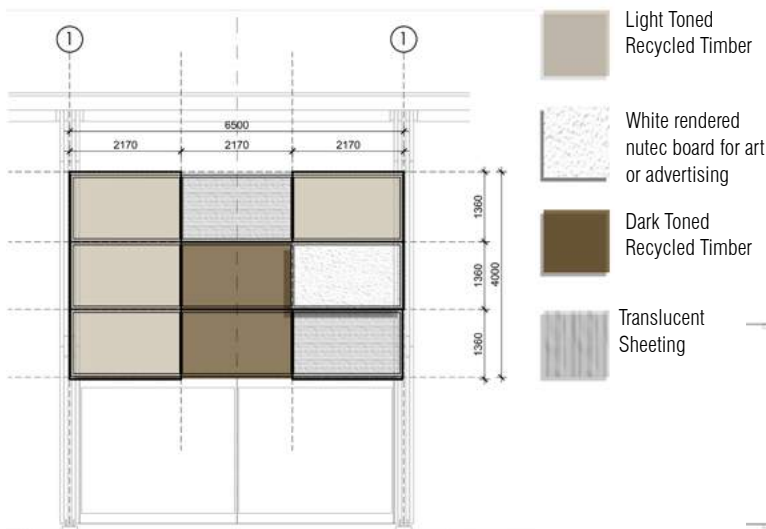 1
1
6500
2170
2170
2170
1360
1360
1360
4000
Light Toned
Recycled Timber
White rendered
nutec board for art
or advertising
Dark Toned
Recycled Timber
Translucent
Sheeting